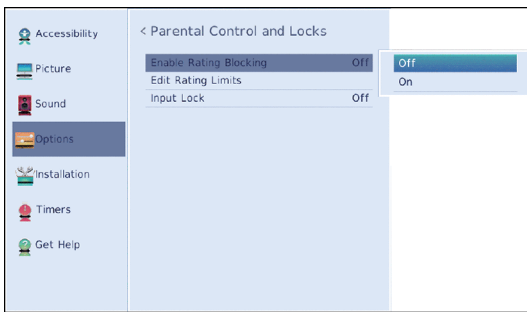 Accessibility
Picture
Sound
Options
Installation
Timers
Get Help
< Parental Control and Locks
Enable Rating Blocking Off
Edit Rating Limits
Input Lock Off
Off
On